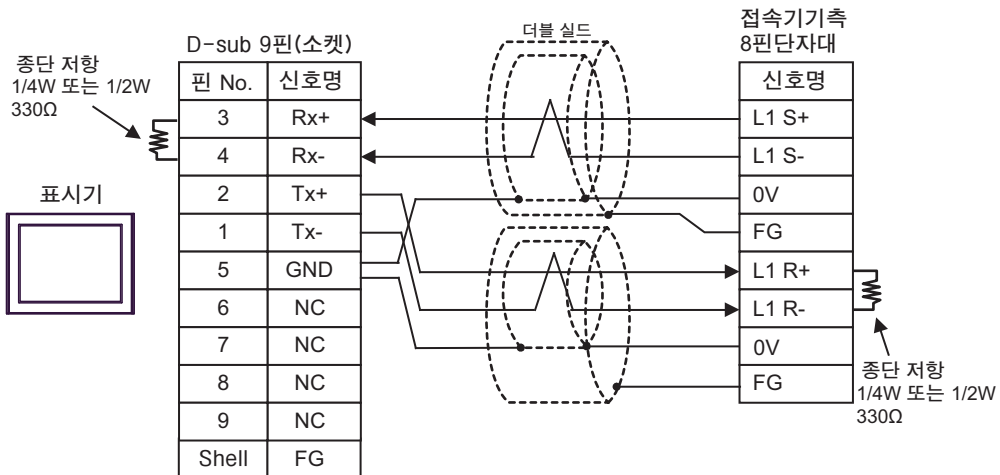 더블 실드
접속기기측
8핀단자대
D-sub 9핀(소켓)
종단 저항
1/4W 또는 1/2W
330Ω
핀 No. 신호명
3 Rx+
4 Rx-
2 Tx+
1 Tx-
5 GND
6 NC
7 NC
8 NC
9 NC
Shell FG
표시기
신호명
L1 S+
L1 S-
0V
FG
L1 R+
L1 R-
0V
FG
종단 저항
1/4W 또는 1/2W
330Ω